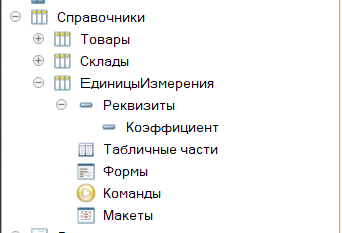 Справочники
Товары
Склады
ЕдиницыИзмерения
Реквизиты
Коэффициент
Табличные части
Формы
Команды
Макеты